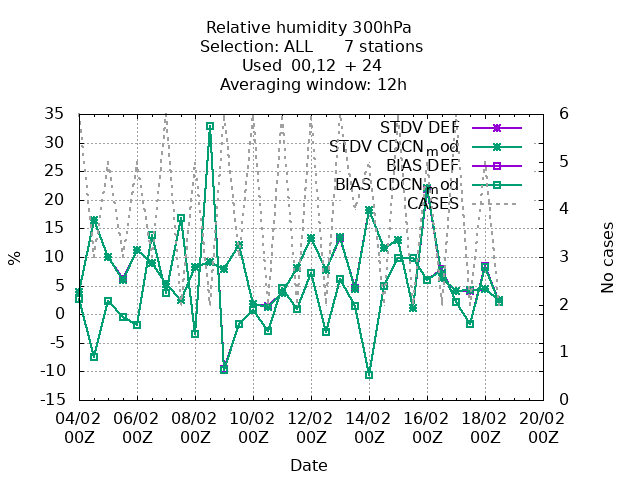 Relative humidity 300hPa
Selection: ALL 7 stations
Used 00,12 + 24
Averaging window: 12h
35
30
25
20
15
10
5
0
-5
-10
-15
%
STDV DEF
STDV CDCN_mod
BIAS DEF
BIAS CDCN_mod
CASES
6
5
4
3
2
1
0
No cases
04/02 06/02 08/02 10/02 12/02 14/02 16/02 18/02 20/02
00Z 00Z 00Z 00Z 00Z 00Z 00Z 00Z 00Z
Date